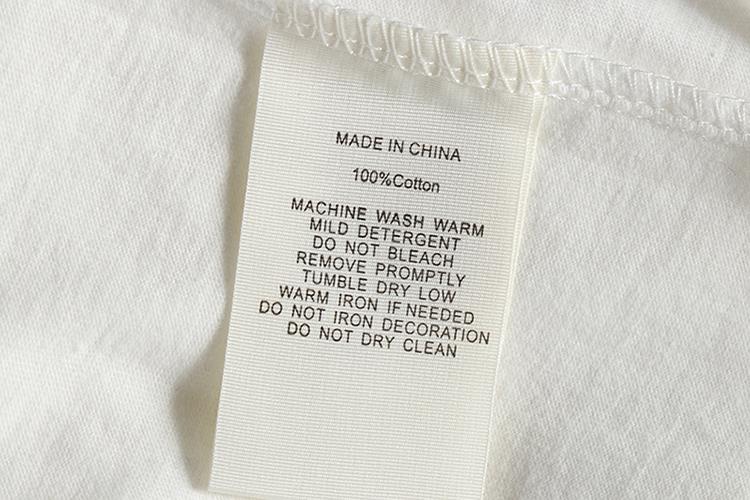 MADE IN CHINA
100%Cotton
MACHINE WASH WARM
MILD DETERGENT
DO NOT BLEACH
REMOVE PROMPTLY
TUMBLE DRY LOW
WARM IRON IF NEEDED
DO NOT IRON DECORATION
DO NOT DRY CLEAN